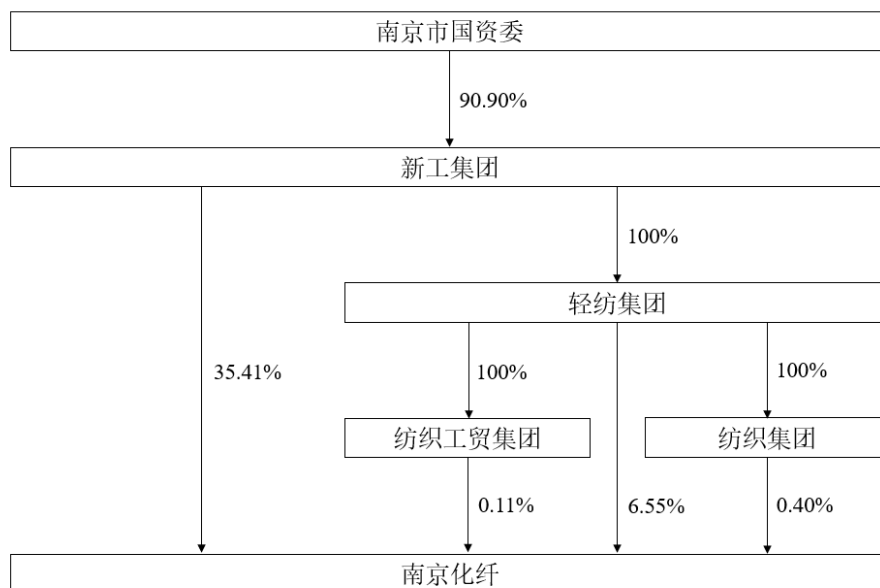 南京市国资委
90.90%
新工集团
100%
轻纺集团
35.41%
100%
100%
纺织工贸集团
纺织集团
0.11%
6.55%
0.40%
南京化纤